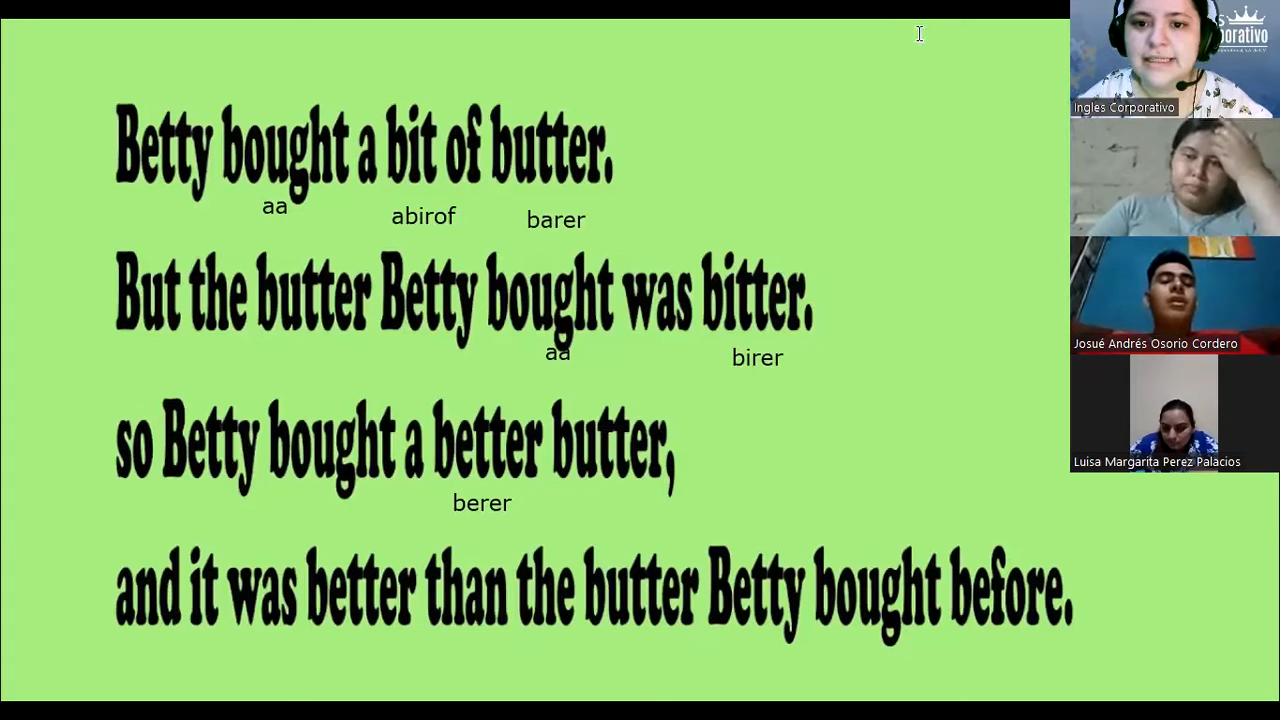 Betty bought a bit of butter.
aa abirof barer
But the butter Betty bought was bitter.
aa birer
so Betty bought a better butter,
berer
and it was better than the butter Betty bought before.
Ingles Corporativo
Josué Andrés Osorio Cordero
Luisa Margarita Perez Palacios